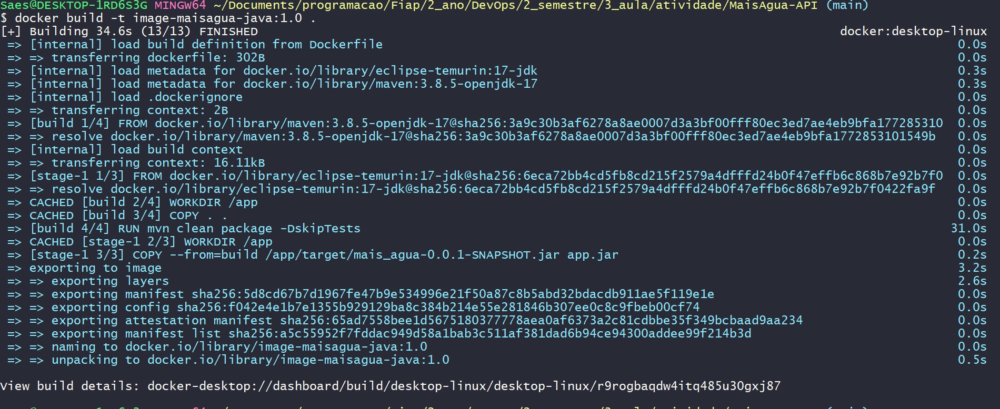 Saes@DESKTOP-1RD6S3G MINGW64 ~/Documents/programacao/Fiap/2_ano/DevOps/2_semestre/3_aula/atividade/MaisAgua-API (main)
$ docker build -t image-maisagua-java:1.0 .
[+] Building 34.6s (13/13) FINISHED docker:desktop-linux
=> [internal] load build definition from Dockerfile 0.0s
=> => transferring dockerfile: 302B 0.0s
=> [internal] load metadata for docker.io/library/eclipse-temurin:17-jdk 0.3s
=> [internal] load metadata for docker.io/library/maven:3.8.5-openjdk-17 0.3s
=> [internal] load .dockerignore 0.0s
=> => transferring context: 2B 0.0s
=> [build 1/4] FROM docker.io/library/maven:3.8.5-openjdk-17@sha256:3a9c30b3af6278a8ae0007d3a3bf00fff80ec3ed7ae4eb9bfa177285310 0.0s
=> => resolve docker.io/library/maven:3.8.5-openjdk-17@sha256:3a9c30b3af6278a8ae0007d3a3bf00fff80ec3ed7ae4eb9bfa1772853101549b 0.0s
=> [internal] load build context 0.0s
=> => transferring context: 16.11kB 0.0s
=> [stage-1 1/3] FROM docker.io/library/eclipse-temurin:17-jdk@sha256:6eca72bb4cd5fb8cd215f2579a4dfffd24b0f47effb6c868b7e92b7f0 0.0s
=> => resolve docker.io/library/eclipse-temurin:17-jdk@sha256:6eca72bb4cd5fb8cd215f2579a4dfffd24b0f47effb6c868b7e92b7f0422fa9f 0.0s
=> CACHED [build 2/4] WORKDIR /app 0.0s
=> CACHED [build 3/4] COPY . . 0.0s
=> [build 4/4] RUN mvn clean package -DskipTests 31.0s
=> CACHED [stage-1 2/3] WORKDIR /app 0.0s
=> [stage-1 3/3] COPY --from=build /app/target/mais_agua-0.0.1-SNAPSHOT.jar app.jar 0.2s
=> exporting to image 3.2s
=> => exporting layers 2.6s
=> => exporting manifest sha256:5d8cd67b7d1967fe47b9e534996e21f50a87c8b5abd32bdacdb911ae5f119e1e 0.0s
=> => exporting config sha256:f042e4e1b7e1355b929129ba8c384b214e55e281846b307ee0c8c9fbeb00cf74 0.0s
=> => exporting attestation manifest sha256:65ad7558bee1d5675180377778aea0af6373a2c81cdbbe35f349bcbaad9aa234 0.0s
=> => exporting manifest list sha256:a5c55952f7fddac949d58a1bab3c511af381dad6b94ce94300addee99f214b3d 0.0s
=> => naming to docker.io/library/image-maisagua-java:1.0 0.0s
=> => unpacking to docker.io/library/image-maisagua-java:1.0 0.5s
View build details: docker-desktop://dashboard/build/desktop-linux/desktop-linux/r9rogbaqdw4itq485u30gxj87